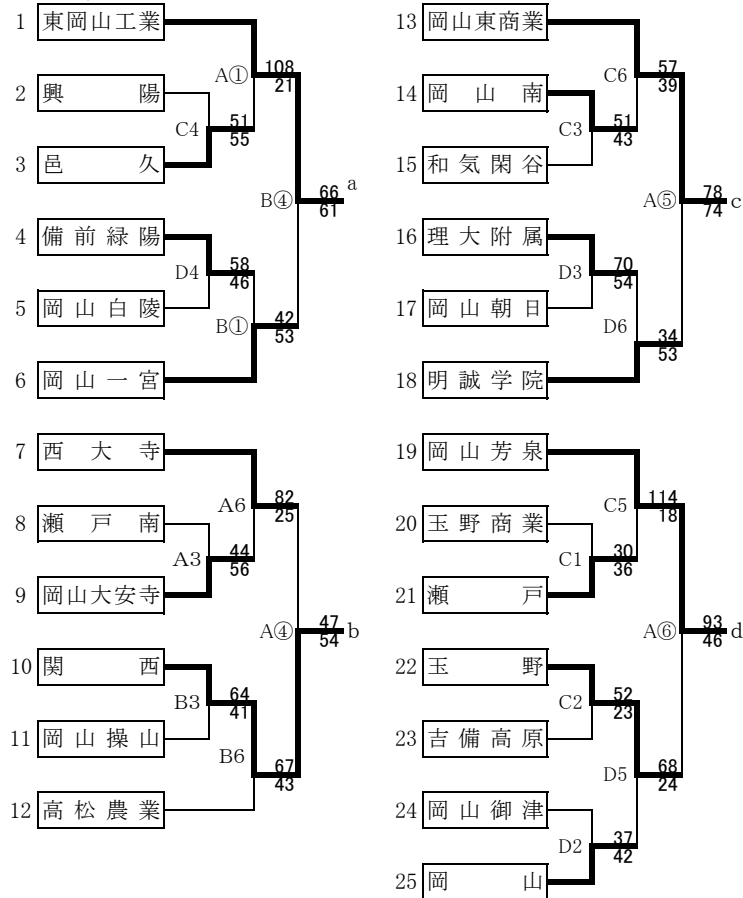 1 東岡山工業
A① 108
21
2 興陽
C4 51
55
3 邑久
B④ 66 a
61
4 備前緑陽
D4 58
46
5 岡山白陵
B① 42
53
6 岡山一宮
7 西大寺
A6 82
25
8 瀬戸南
A3 44
56
9 岡山大安寺
A④ 47 b
54
10 関西
B3 64
41
11 岡山操山
B6 67
43
12 高松農業
13 岡山東商業
C6 57
39
14 岡山南
C3 51
43
15 和気閑谷
A⑤ 78 c
74
16 理大附属
D3 70
54
17 岡山朝日
D6 34
53
18 明誠学院
19 岡山芳泉
C5 114
18
20 玉野商業
C1 30
36
21 瀬戸
A⑥ 93 d
46
22 玉野
C2 52
23
23 吉備高原
D5 68
24
24 岡山御津
D2 37
42
25 岡山